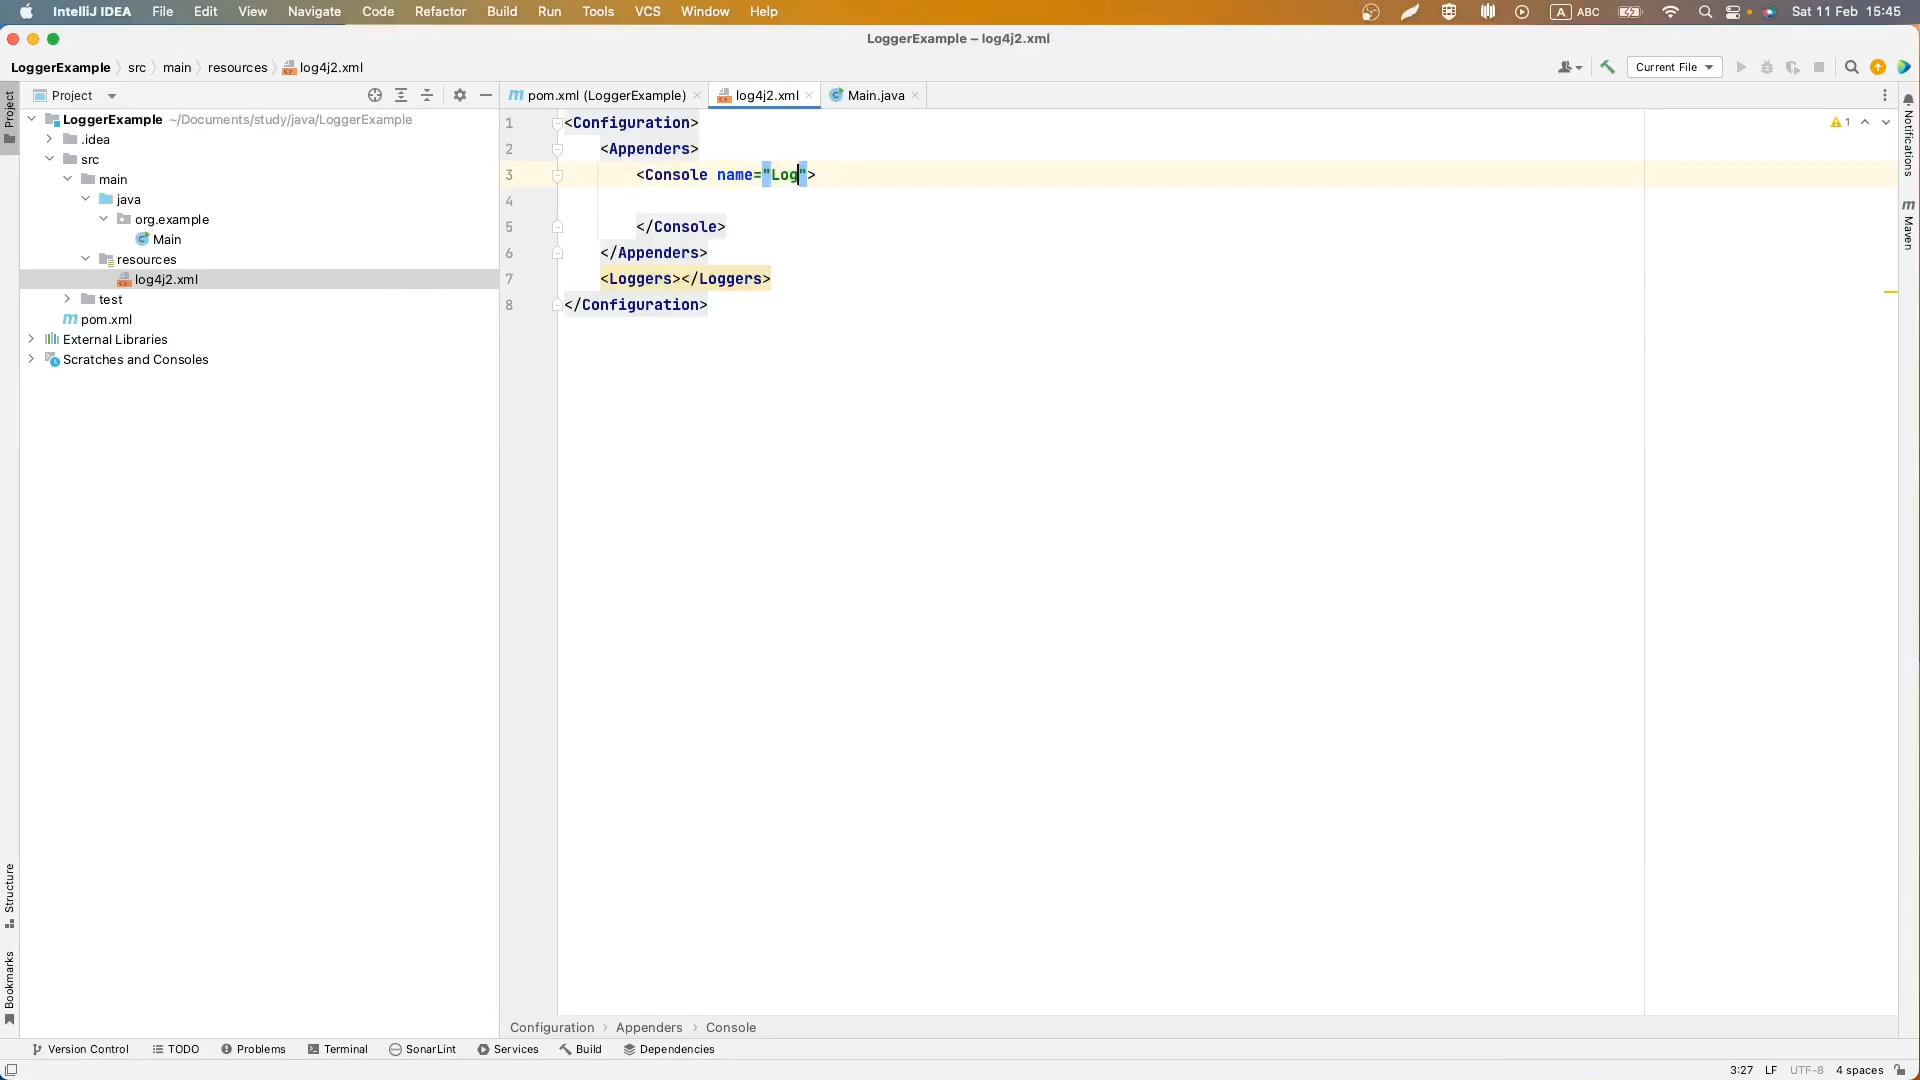 IntelliJ IDEA File Edit View Navigate Code Refactor Build Run Tools VCS Window Help A ABC Sat 11 Feb 15:45
LoggerExample – log4j2.xml
LoggerExample src main resources log4j2.xml Current File
Project
Project
pom.xml (LoggerExample)
log4j2.xml
Main.java
Notifications
Maven
LoggerExample ~/Documents/study/java/LoggerExample
.idea
src
main
java
org.example
Main
resources
log4j2.xml
test
pom.xml
External Libraries
Scratches and Consoles
1 <Configuration>
2 <Appenders>
3 <Console name="Log">
4
5 </Console>
6 </Appenders>
7 <Loggers></Loggers>
8 </Configuration>
1
Structure
Bookmarks
Configuration Appenders Console
Version Control TODO Problems Terminal SonarLint Services Build Dependencies
3:27 LF UTF-8 4 spaces